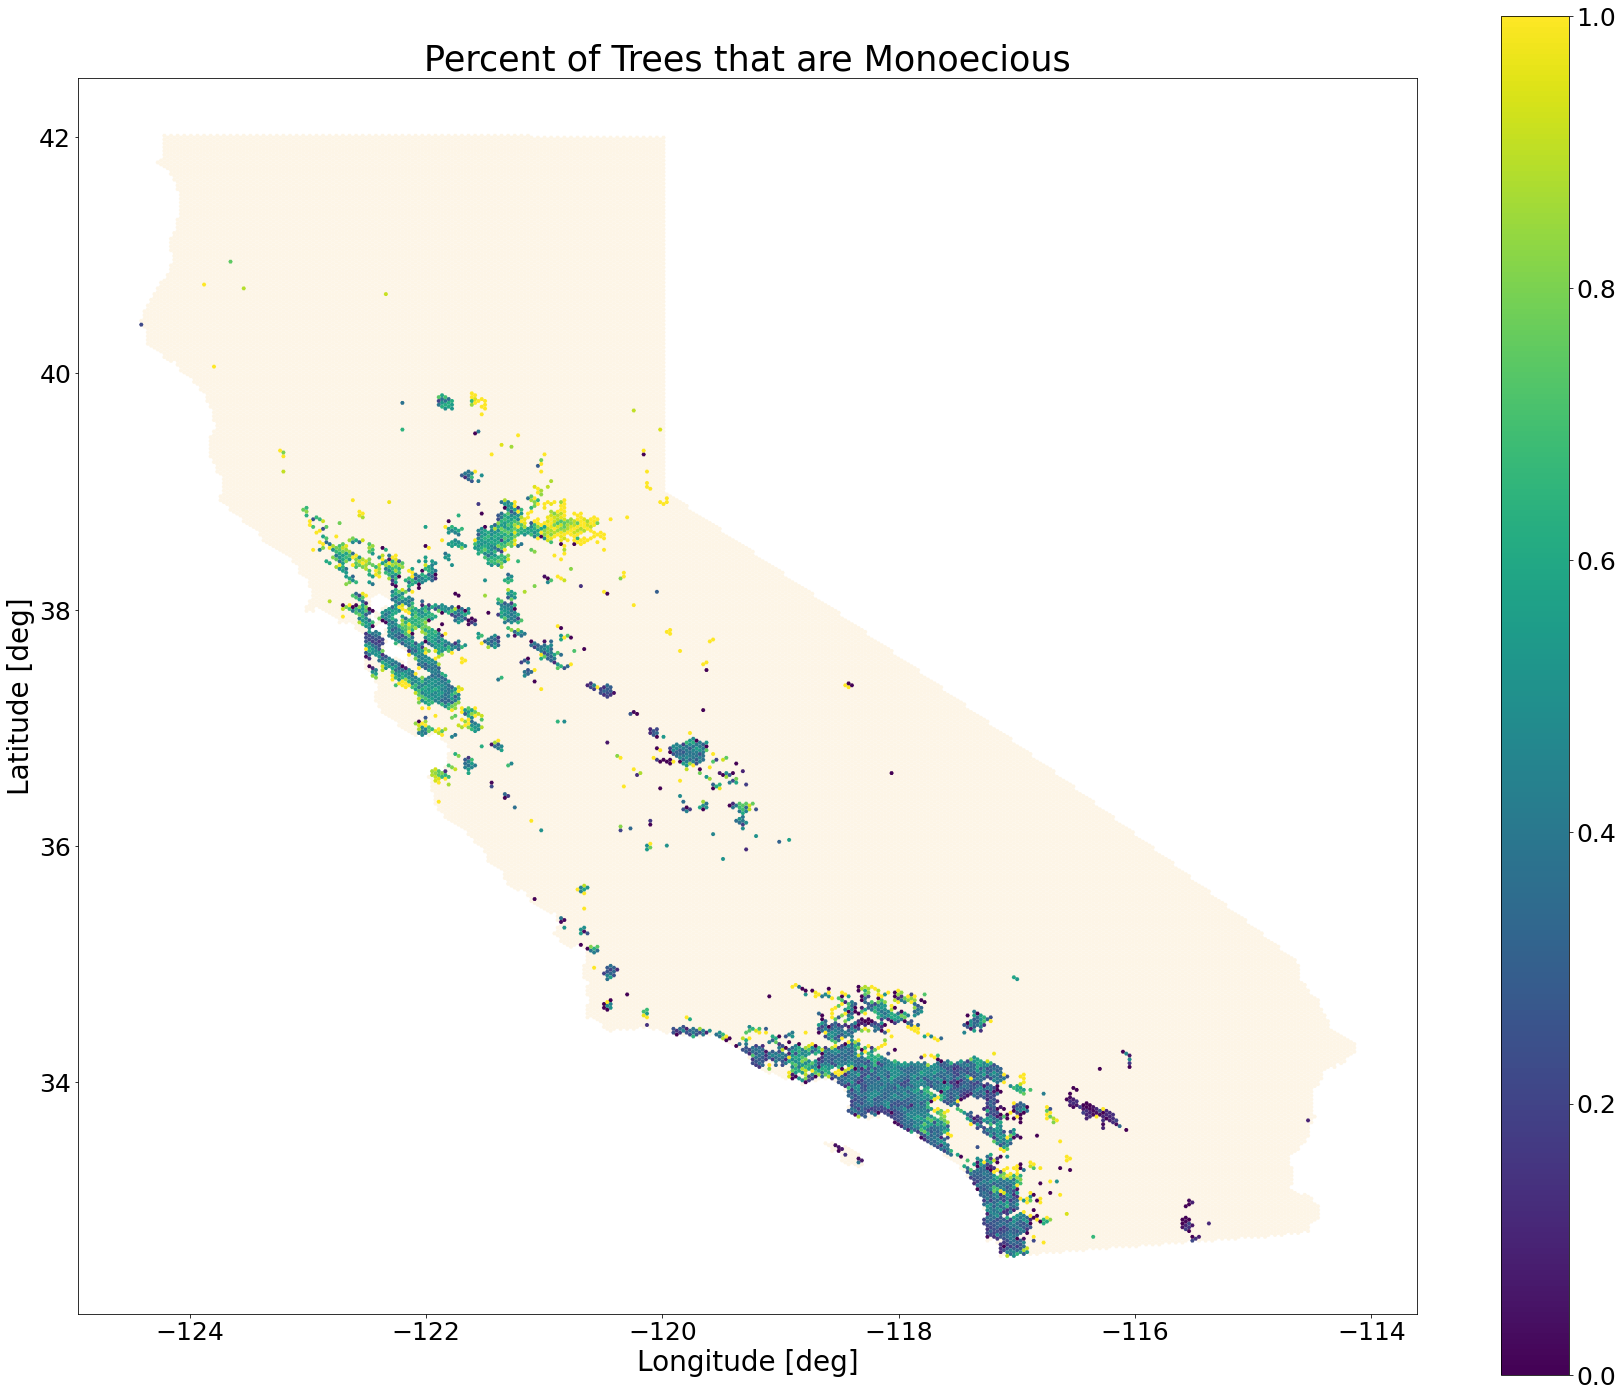 Percent of Trees that are Monoecious
1.0
0.8
0.6
0.4
0.2
0.0
42
40
38
36
34
Latitude [deg]
−124 −122 −120 −118 −116 −114
Longitude [deg]